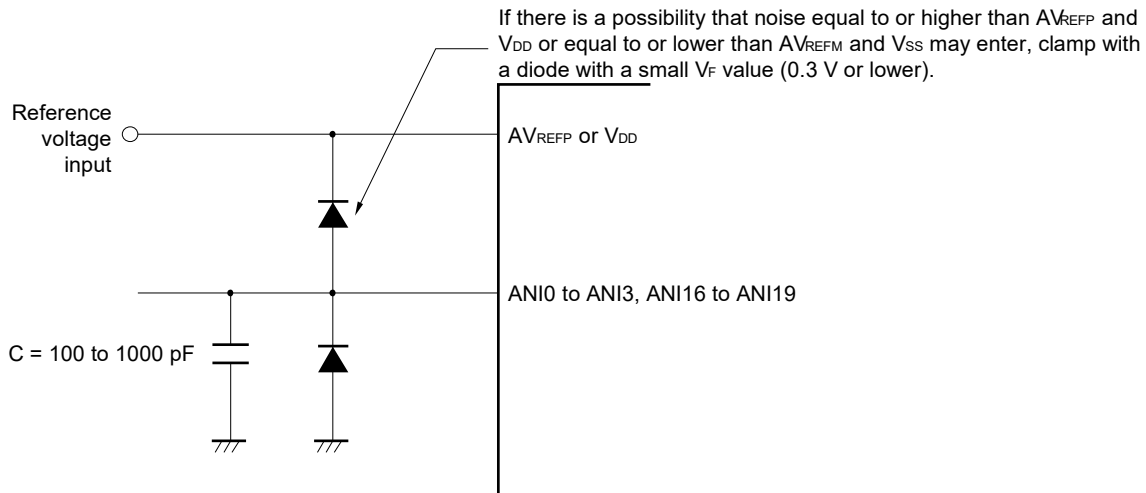 If there is a possibility that noise equal to or higher than AVREFP and
VDD or equal to or lower than AVREFM and VSS may enter, clamp with
a diode with a small VF value (0.3 V or lower).
Reference
voltage
input
AVREFP or VDD
ANI0 to ANI3, ANI16 to ANI19
C = 100 to 1000 pF